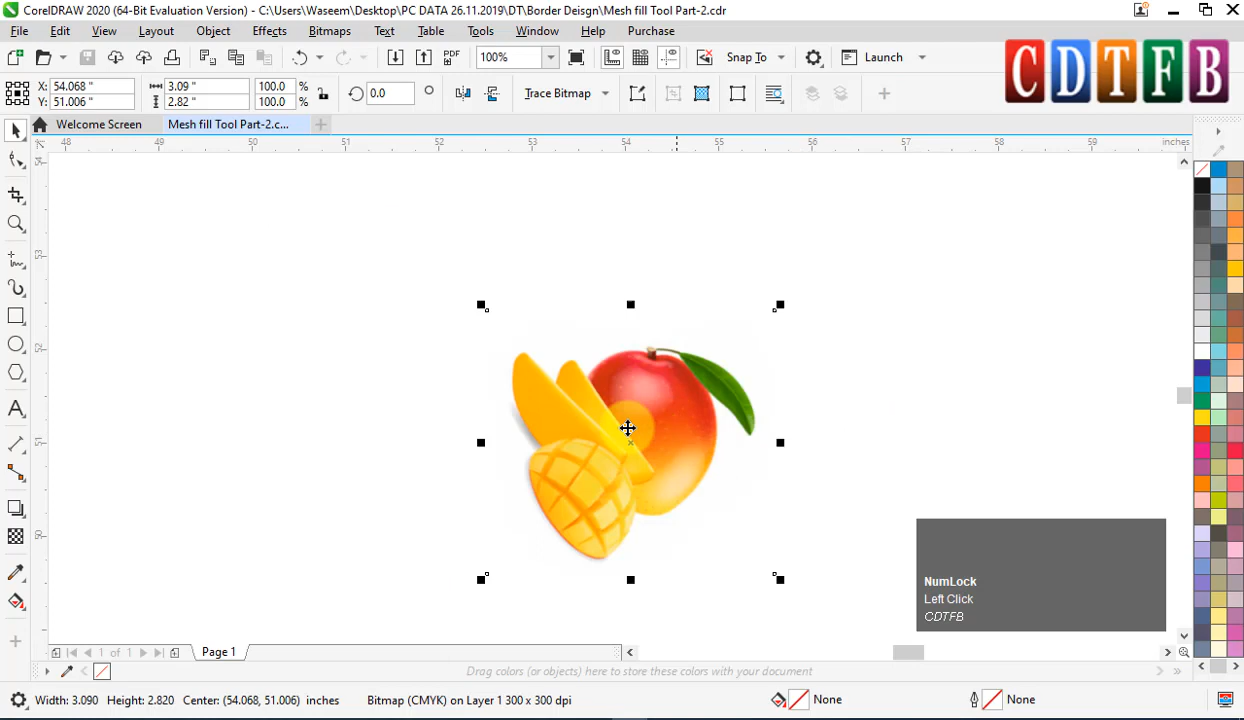 CorelDRAW 2020 (64-Bit Evaluation Version) - C:\Users\Waseem\Desktop\PC DATA 26.11.2019\DT\Border Deisgn\Mesh fill Tool Part-2.cdr
File Edit View Layout Object Effects Bitmaps Text Table Tools Window Help Purchase
PDF 100% Snap To Launch
CDTFB
X: 54.068 " 3.09 " 100.0 % 0.0 Trace Bitmap
Y: 51.006 " 2.82 " 100.0 %
Welcome Screen Mesh fill Tool Part-2.c...
48 49 50 51 52 53 54 55 56 57 58 59 inches
54
53
52
51
50
NumLock
Left Click
CDTFB
1 of 1 Page 1
Drag colors (or objects) here to store these colors with your document
Width: 3.090 Height: 2.820 Center: (54.068, 51.006) inches Bitmap (CMYK) on Layer 1 300 x 300 dpi None None